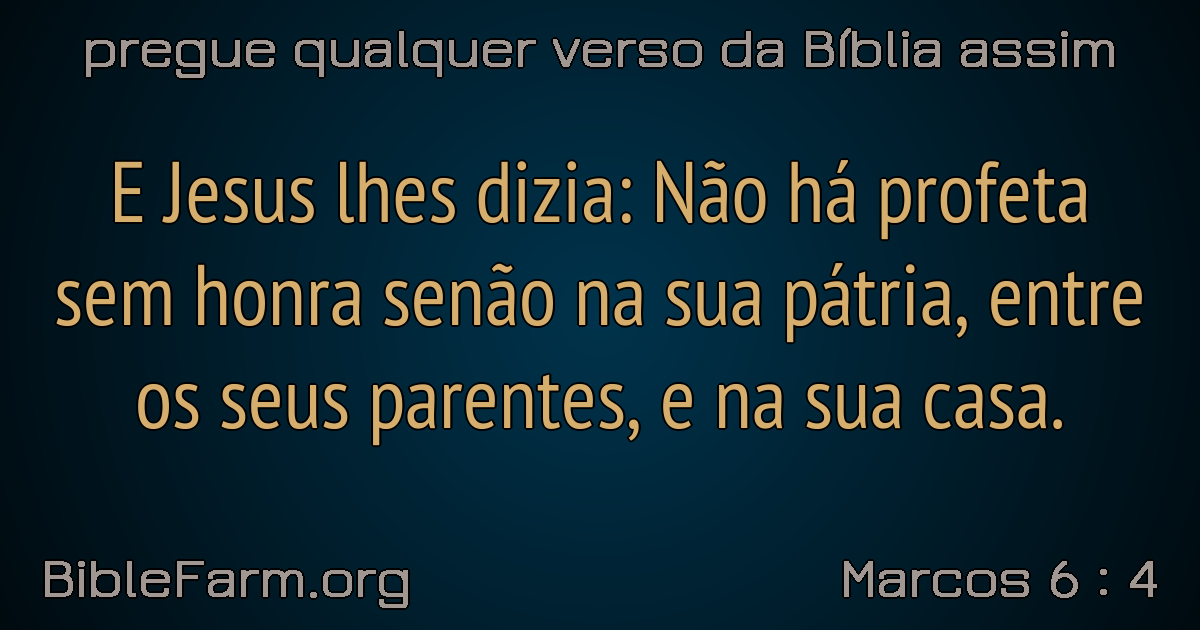 pregue qualquer verso da Bíblia assim
E Jesus lhes dizia: Não há profeta
sem honra senão na sua pátria, entre
os seus parentes, e na sua casa.
BibleFarm.org
Marcos 6 : 4